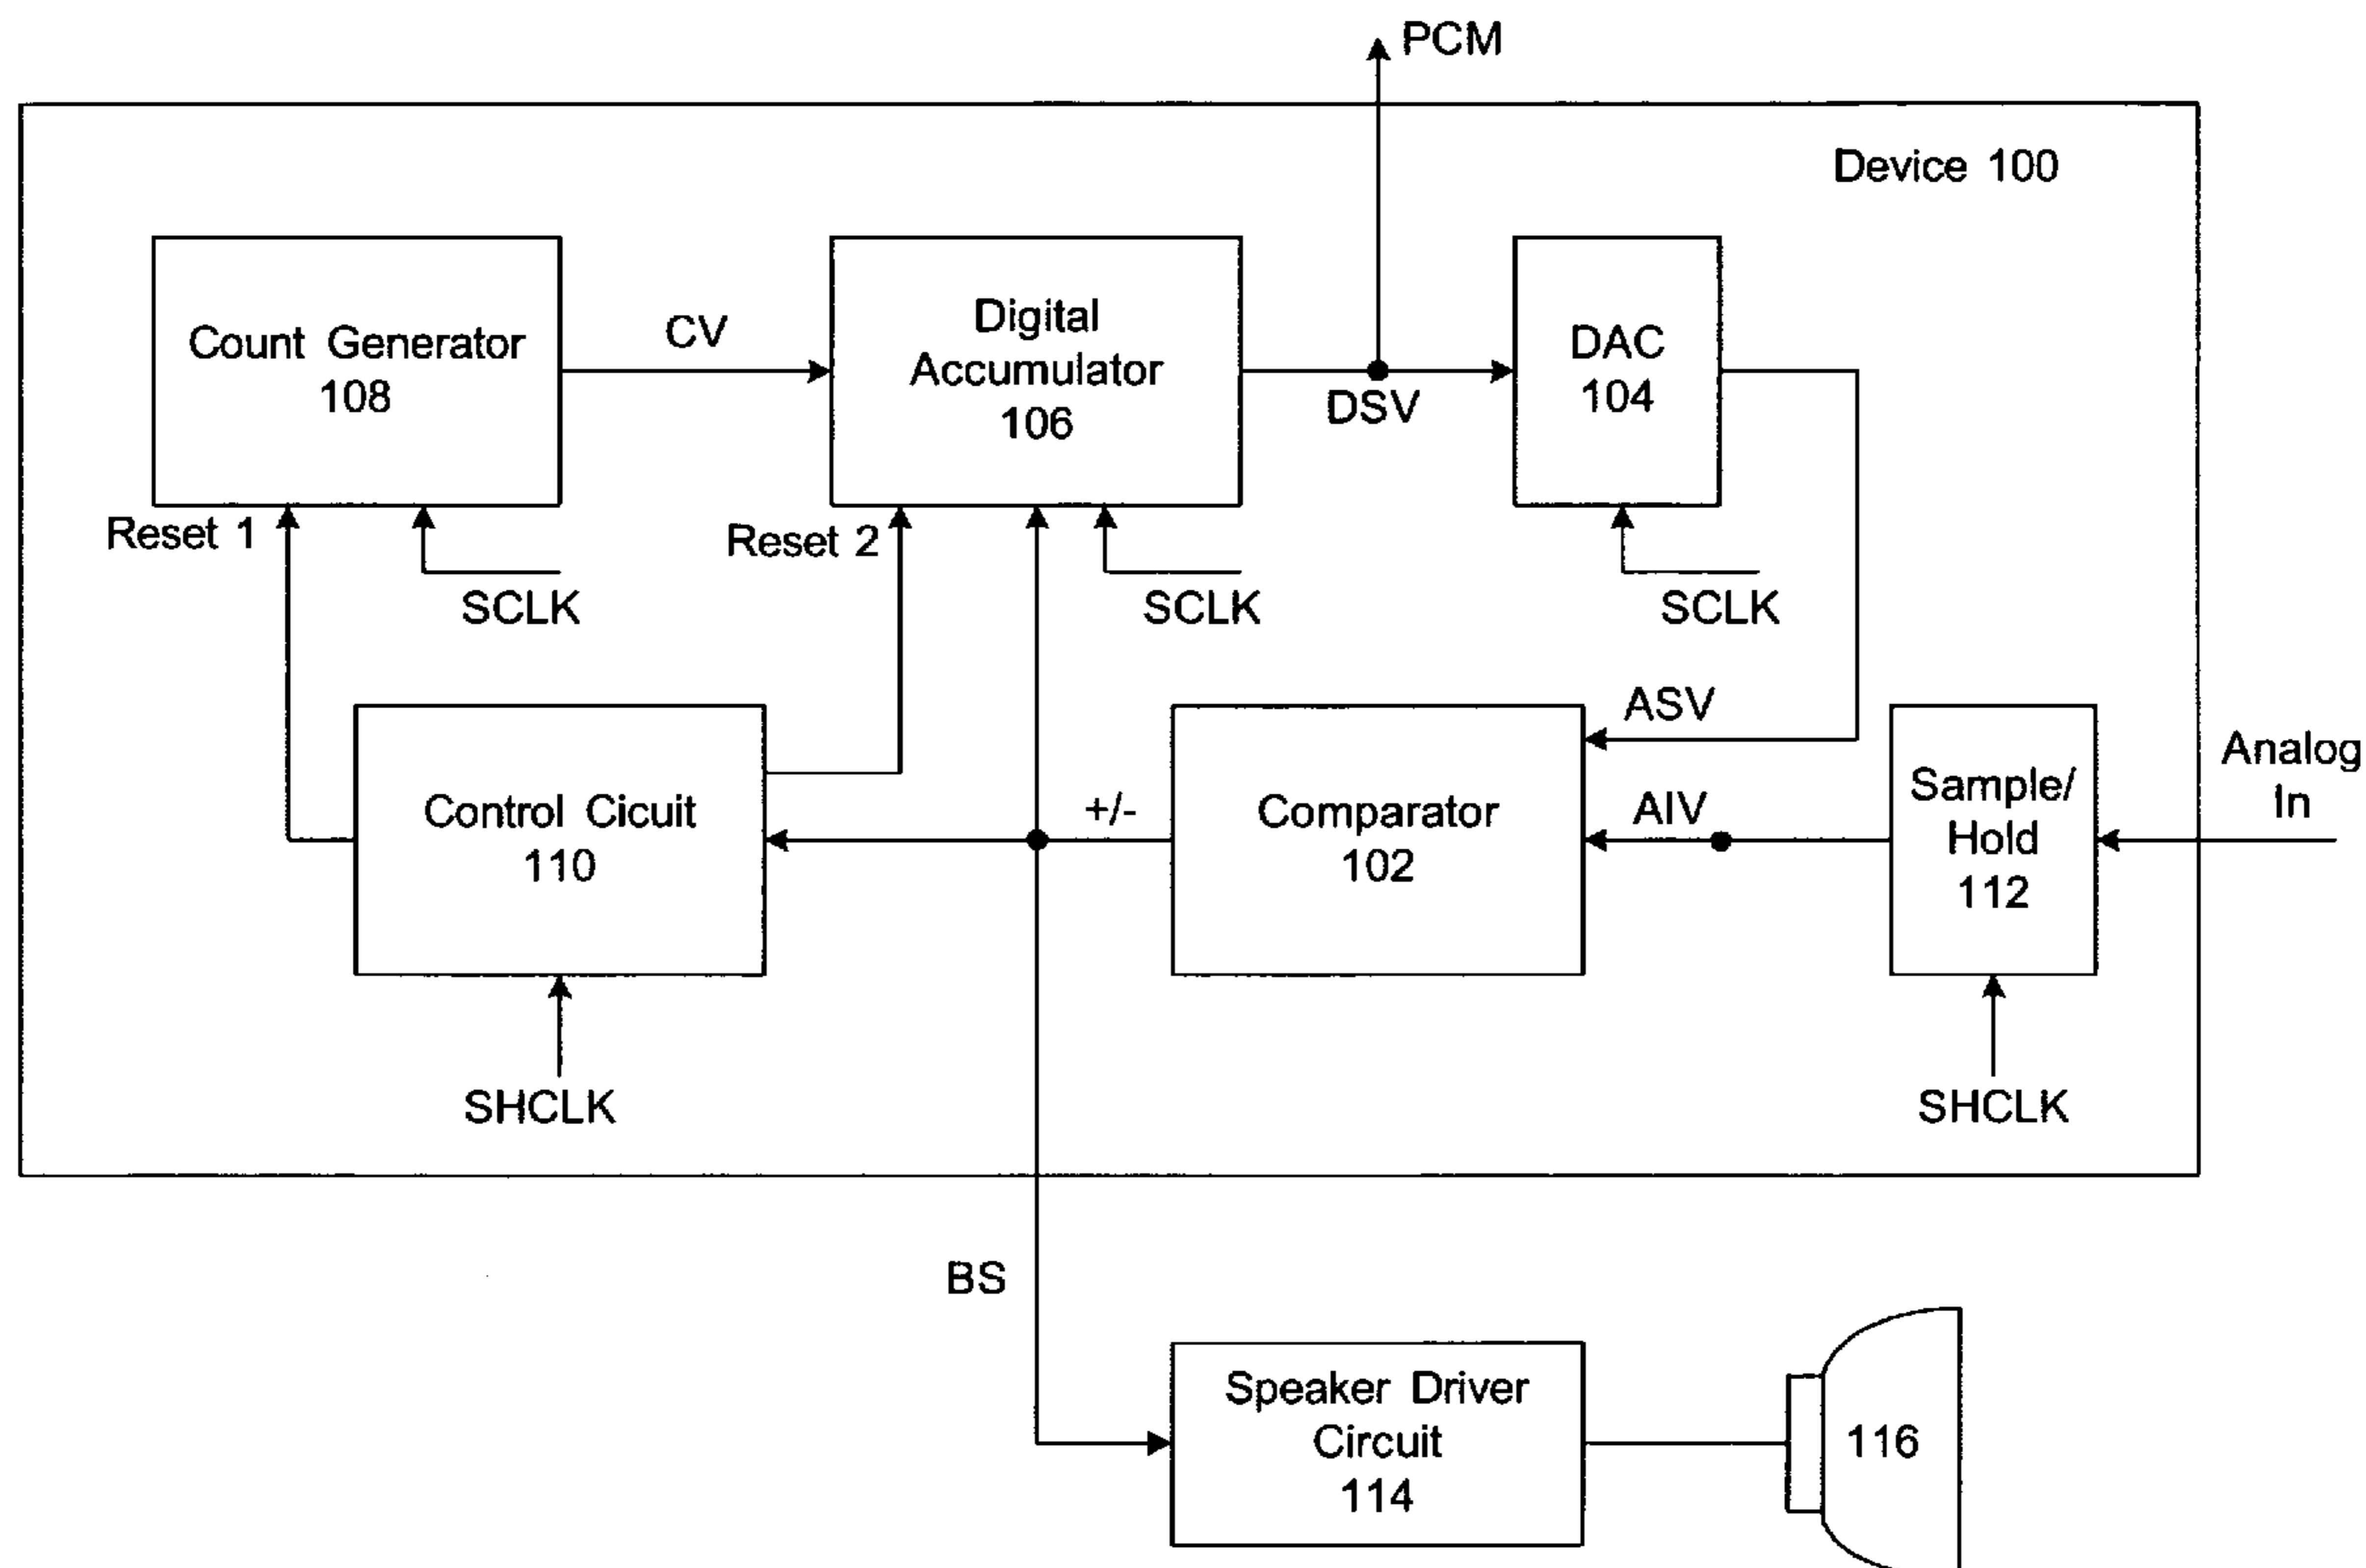 PCM
Device 100
Count Generator
108
CV
Digital
Accumulator
106
DSV
DAC
104
Reset 1
SCLK
Reset 2
SCLK
SCLK
Control Cicuit
110
+/-
Comparator
102
ASV
AIV
Sample/
Hold
112
Analog
In
SHCLK
SHCLK
BS
Speaker Driver
Circuit
114
116